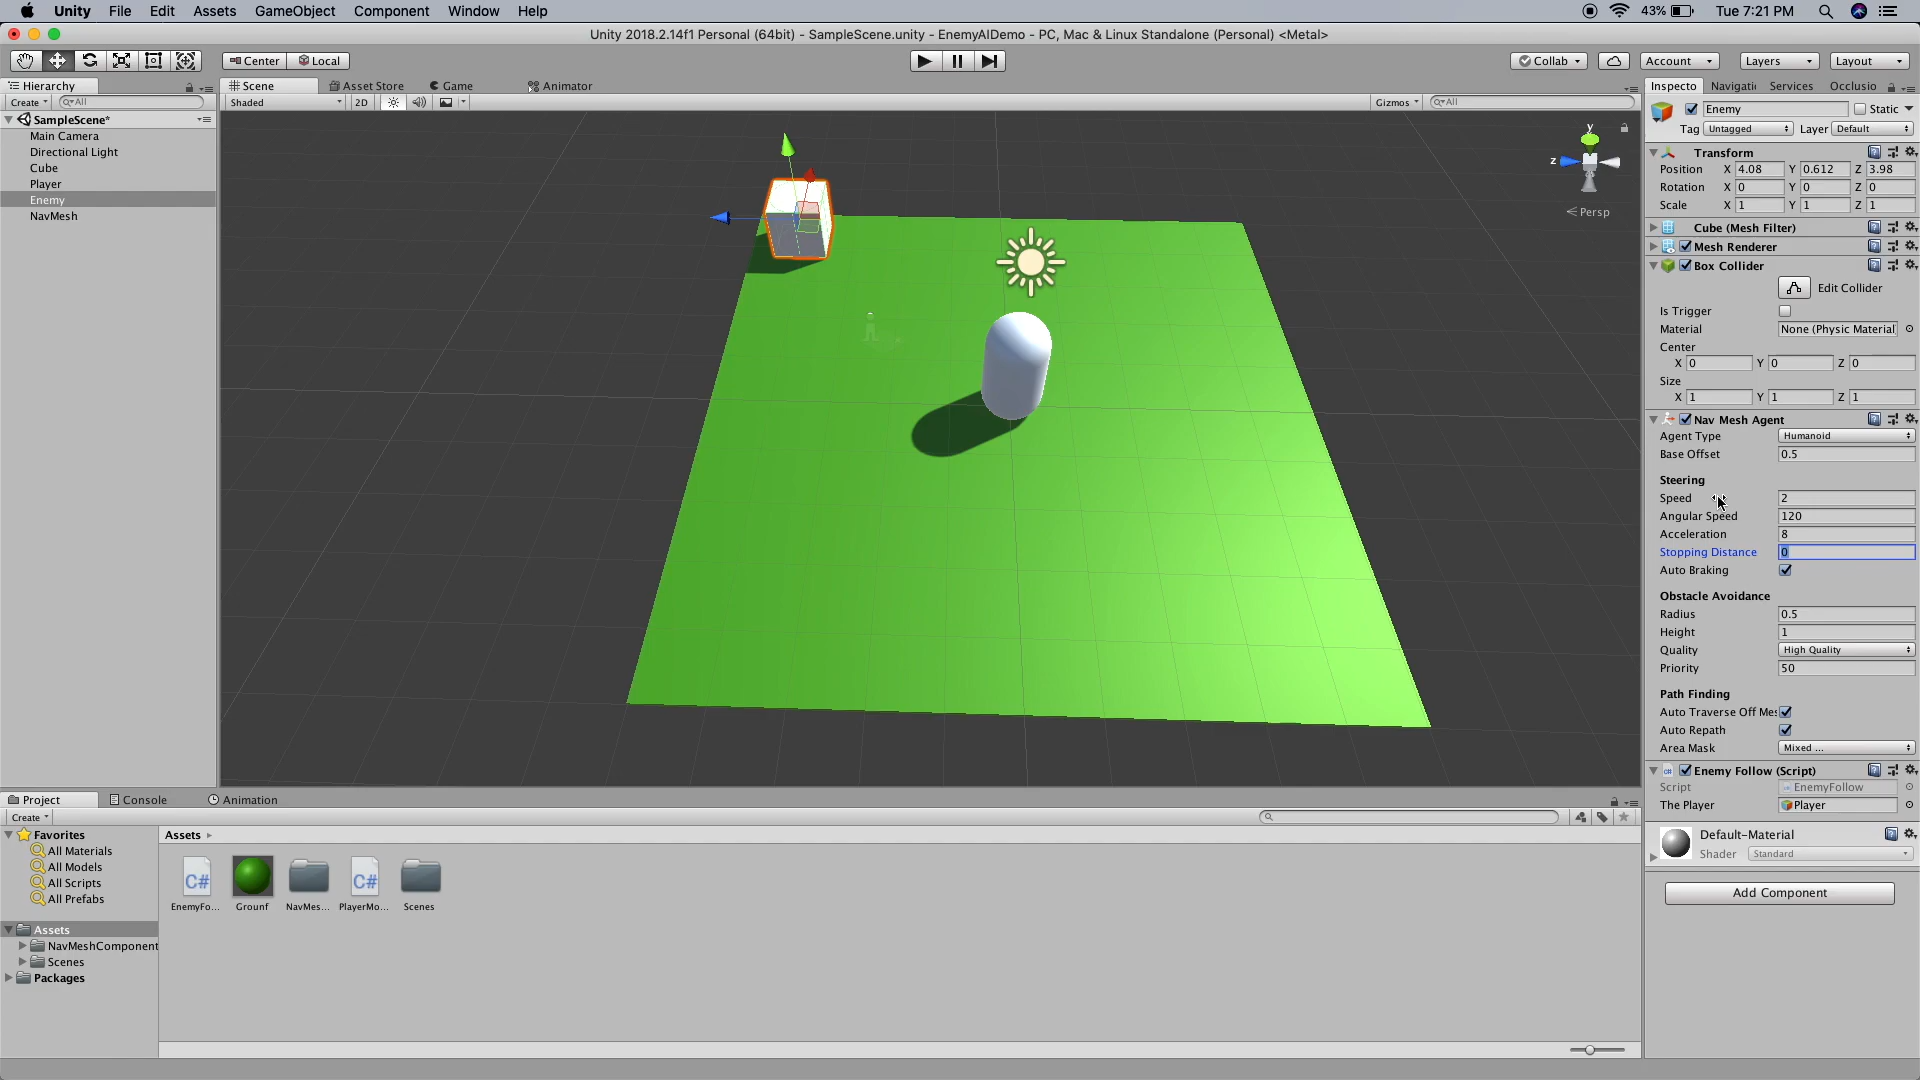 Unity File Edit Assets GameObject Component Window Help 43% Tue 7:21 PM
Unity 2018.2.14f1 Personal (64bit) - SampleScene.unity - EnemyAIDemo - PC, Mac & Linux Standalone (Personal) <Metal>
Center Local Collab Account Layers Layout
Hierarchy
Create All
SampleScene*
Main Camera
Directional Light
Cube
Player
Enemy
NavMesh
Scene Asset Store Game Animator
Shaded 2D Gizmos All
y
z
Persp
Inspecto Navigati Services Occlusio
Enemy Static
Tag Untagged Layer Default
Transform
Position X 4.08 Y 0.612 Z 3.98
Rotation X 0 Y 0 Z 0
Scale X 1 Y 1 Z 1
Cube (Mesh Filter)
Mesh Renderer
Box Collider
Edit Collider
Is Trigger
Material None (Physic Material)
Center
X 0 Y 0 Z 0
Size
X 1 Y 1 Z 1
Nav Mesh Agent
Agent Type Humanoid
Base Offset 0.5
Steering
Speed 2
Angular Speed 120
Acceleration 8
Stopping Distance 0
Auto Braking
Obstacle Avoidance
Radius 0.5
Height 1
Quality High Quality
Priority 50
Path Finding
Auto Traverse Off Mes
Auto Repath
Area Mask Mixed ...
C# Enemy Follow (Script)
Script EnemyFollow
The Player Player
Default-Material
Shader Standard
Add Component
Project Console Animation
Create
Favorites
All Materials
All Models
All Scripts
All Prefabs
Assets
NavMeshComponent
Scenes
Packages
Assets
C# C#
EnemyFo... Grounf NavMes... PlayerMo... Scenes